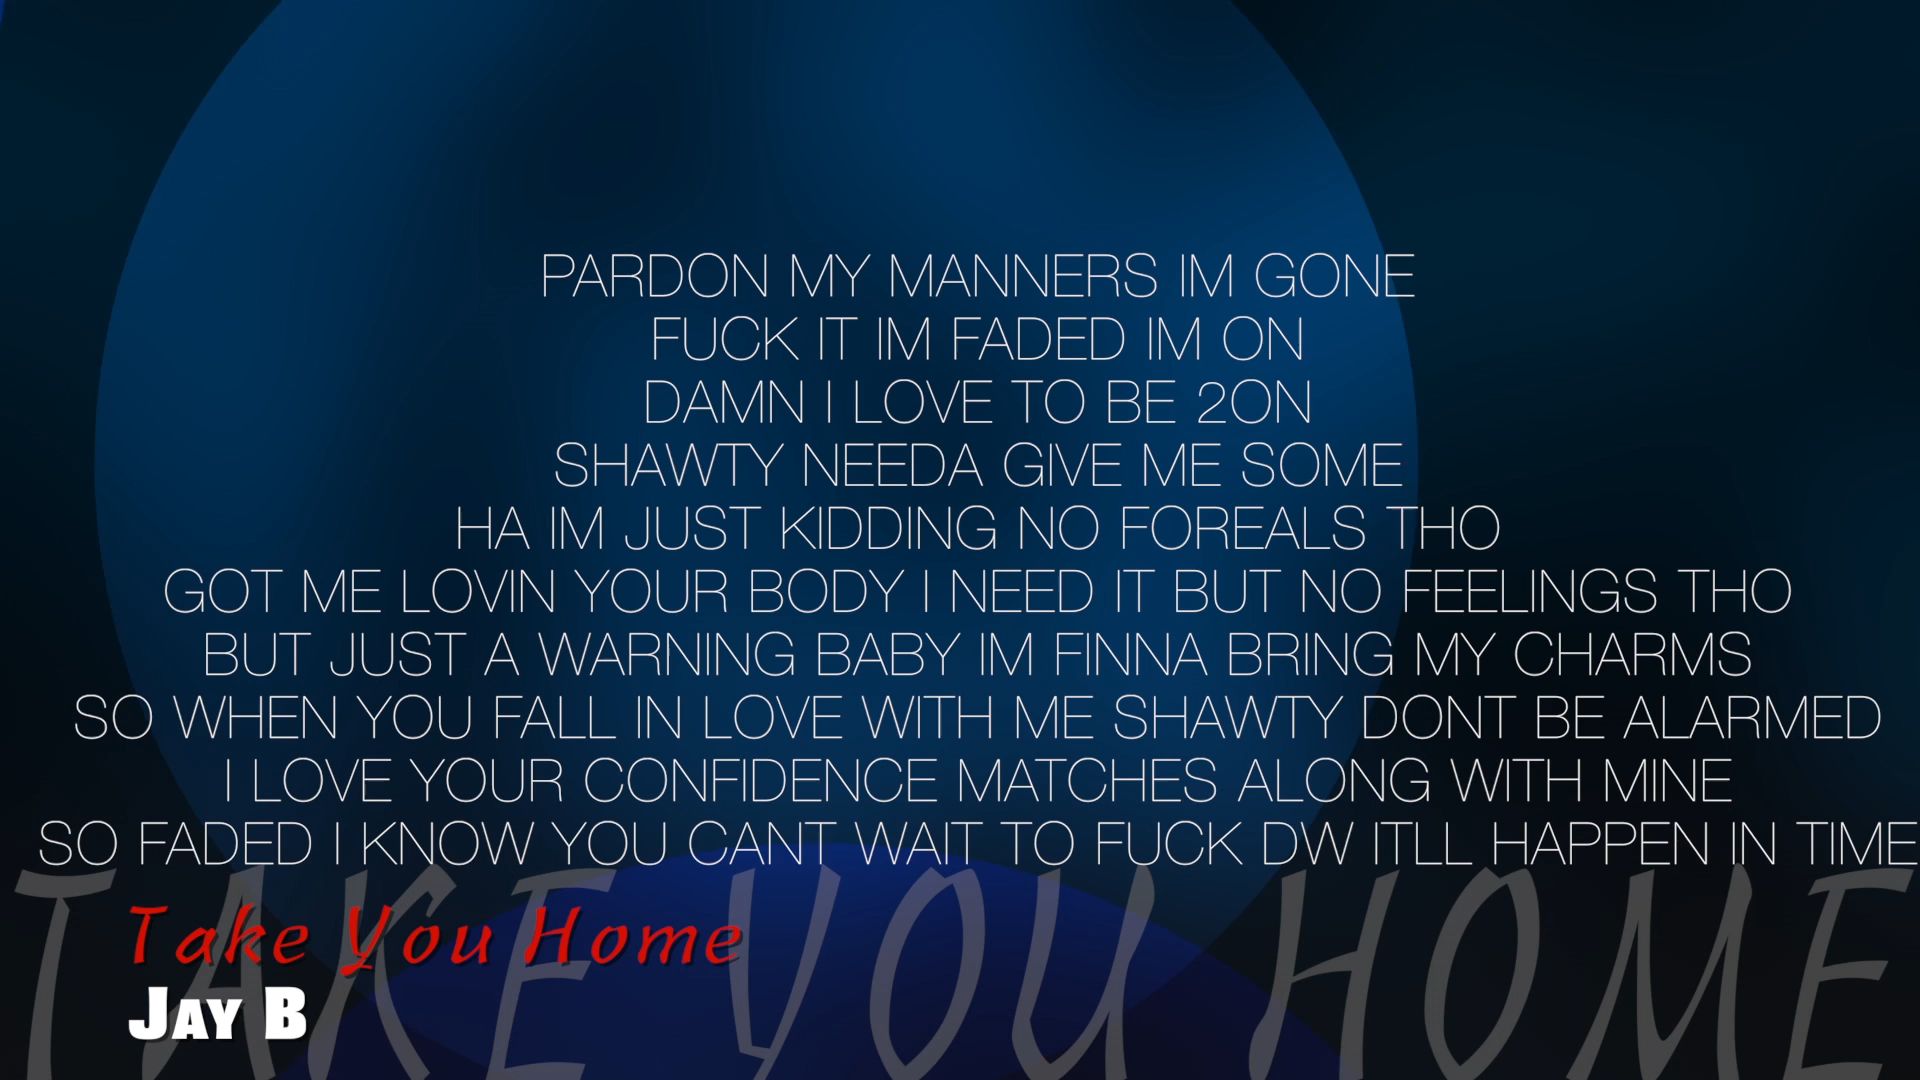 PARDON MY MANNERS IM GONE
FUCK IT IM FADED IM ON
DAMN I LOVE TO BE 2ON
SHAWTY NEEDA GIVE ME SOME
HA IM JUST KIDDING NO FOREALS THO
GOT ME LOVIN YOUR BODY I NEED IT BUT NO FEELINGS THO
BUT JUST A WARNING BABY IM FINNA BRING MY CHARMS
SO WHEN YOU FALL IN LOVE WITH ME SHAWTY DONT BE ALARMED
I LOVE YOUR CONFIDENCE MATCHES ALONG WITH MINE
SO FADED I KNOW YOU CANT WAIT TO FUCK DW ITLL HAPPEN IN TIME
TAKE YOU HOME
Take You Home
JAY B